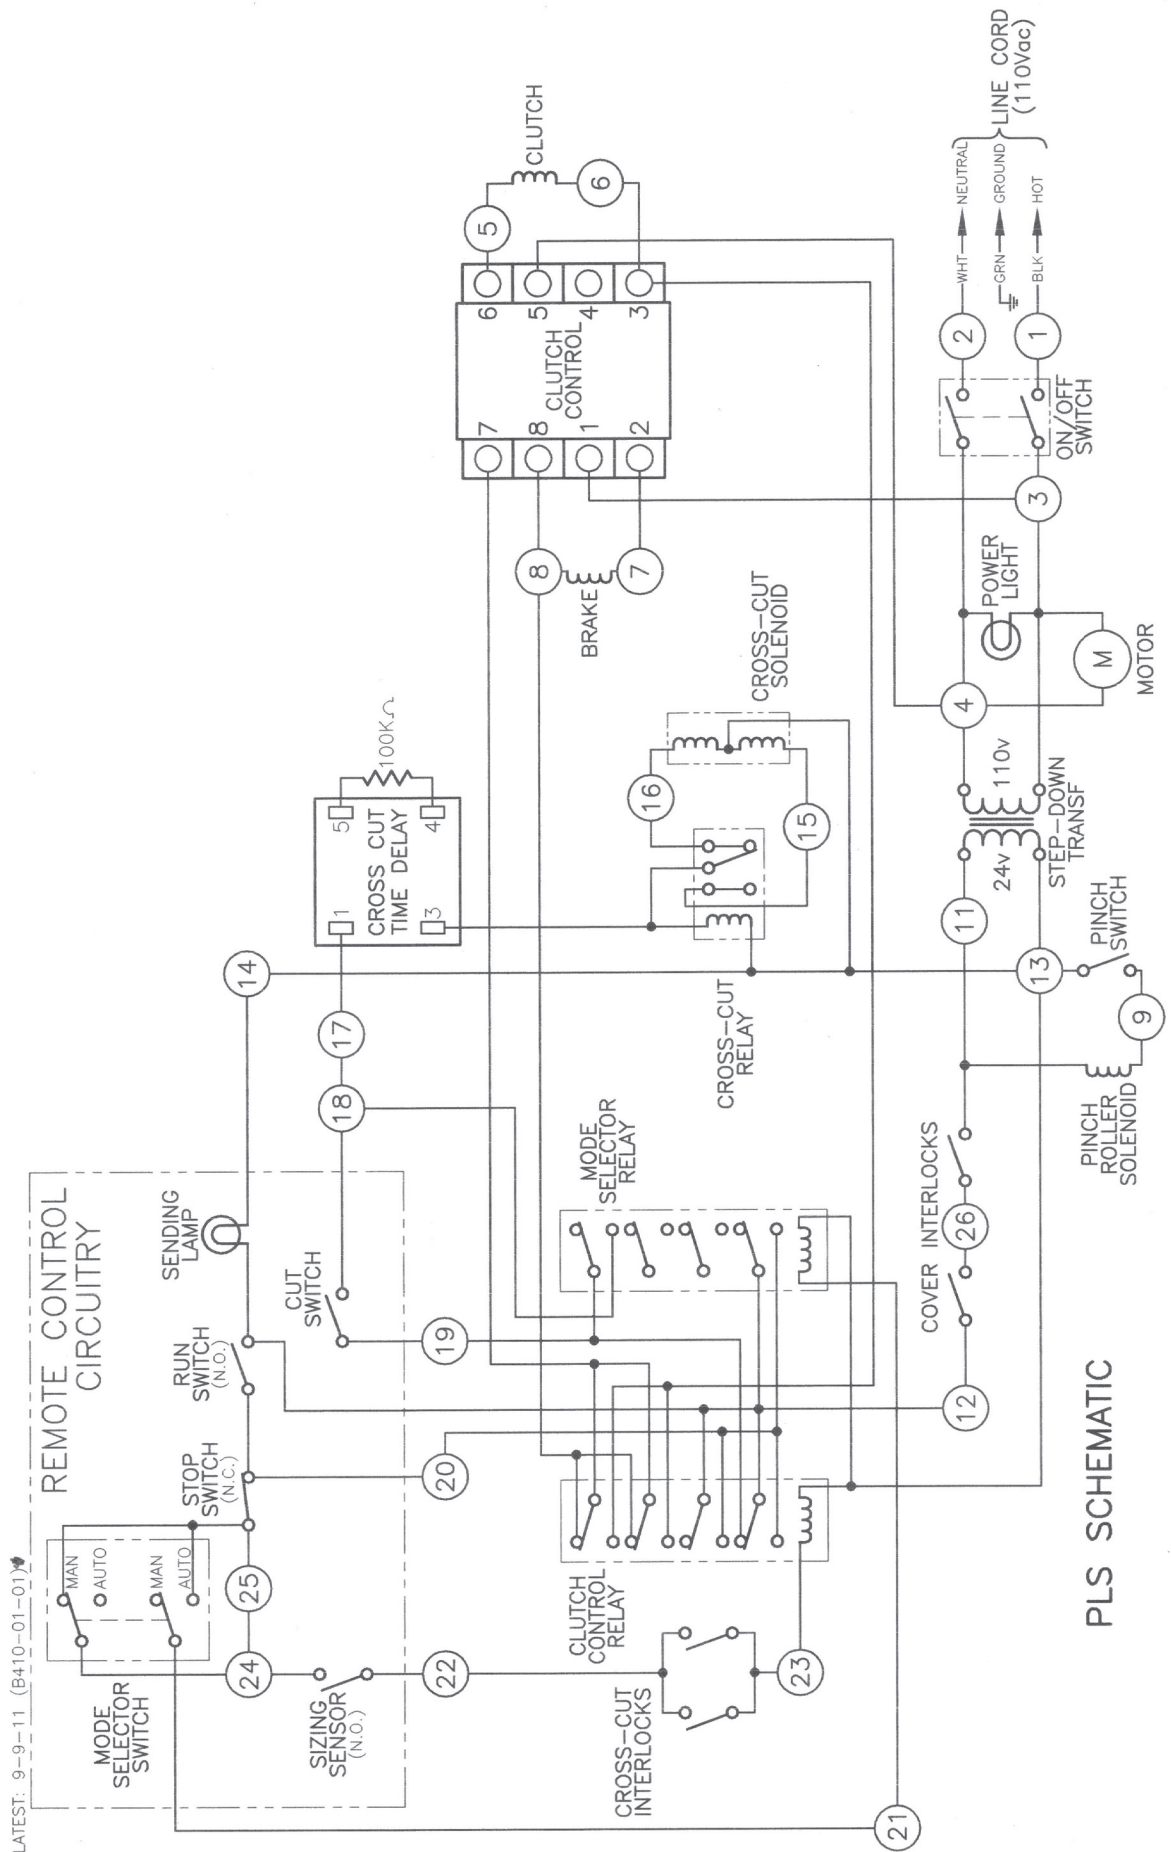 LATEST: 9-9-11 (B410-01-01)
REMOTE CONTROL
CIRCUITRY
MODE
SELECTOR
SWITCH
MAN
AUTO
MAN
AUTO
STOP
SWITCH
(N.C.)
RUN
SWITCH
(N.O.)
SENDING
LAMP
CUT
SWITCH
SIZING
SENSOR
(N.O.)
24
25
14
22
20
19
18
17
CROSS CUT
TIME DELAY
1
3
5
4
100KΩ
CROSS-CUT
INTERLOCKS
23
21
CLUTCH
CONTROL
RELAY
MODE
SELECTOR
RELAY
CROSS-CUT
RELAY
CROSS-CUT
SOLENOID
16
15
BRAKE
8
7
CLUTCH
CONTROL
7
8
1
2
6
5
4
3
5
6
CLUTCH
12
COVER INTERLOCKS
26
PINCH
ROLLER
SOLENOID
9
PINCH
SWITCH
11
13
24v
110v
STEP-DOWN
TRANSF
4
M
MOTOR
POWER
LIGHT
3
ON/OFF
SWITCH
2
1
WHT
NEUTRAL
GRN
GROUND
BLK
HOT
LINE CORD
(110Vac)
PLS SCHEMATIC